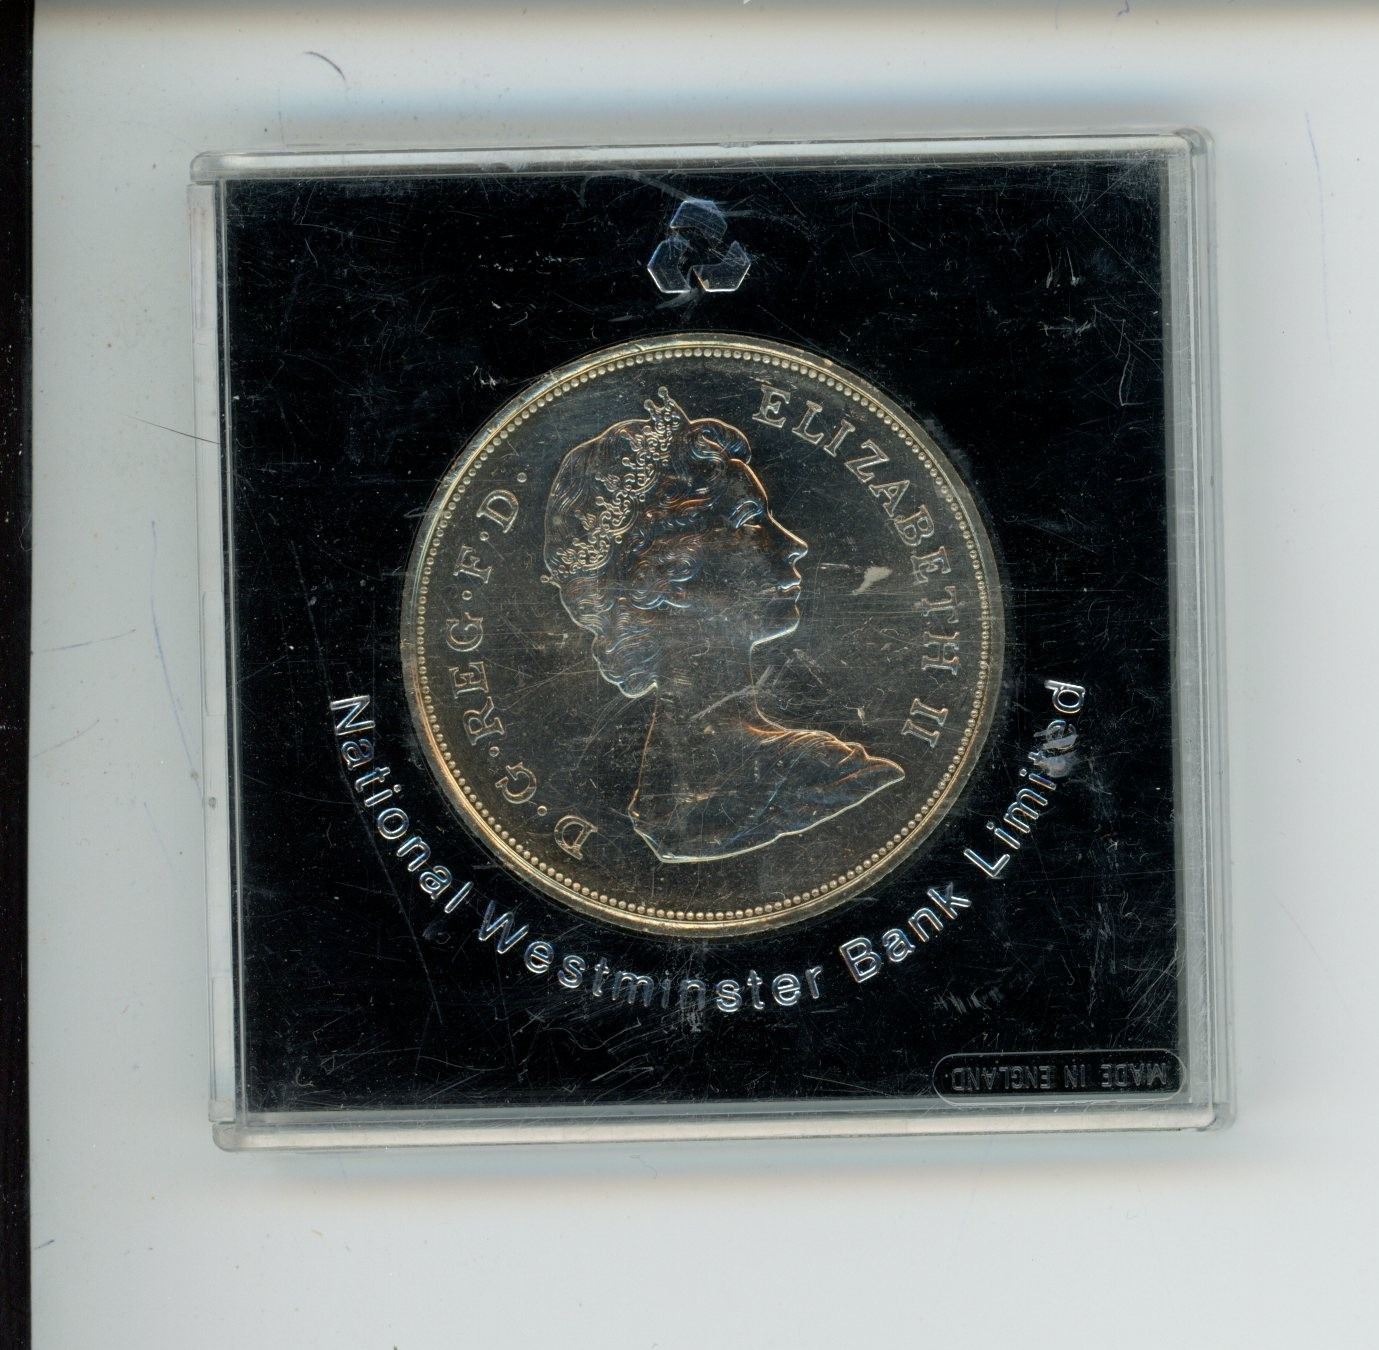 D·G·REG·F·D· ELIZABETH II
National Westminster Bank Limited
MADE IN ENGLAND